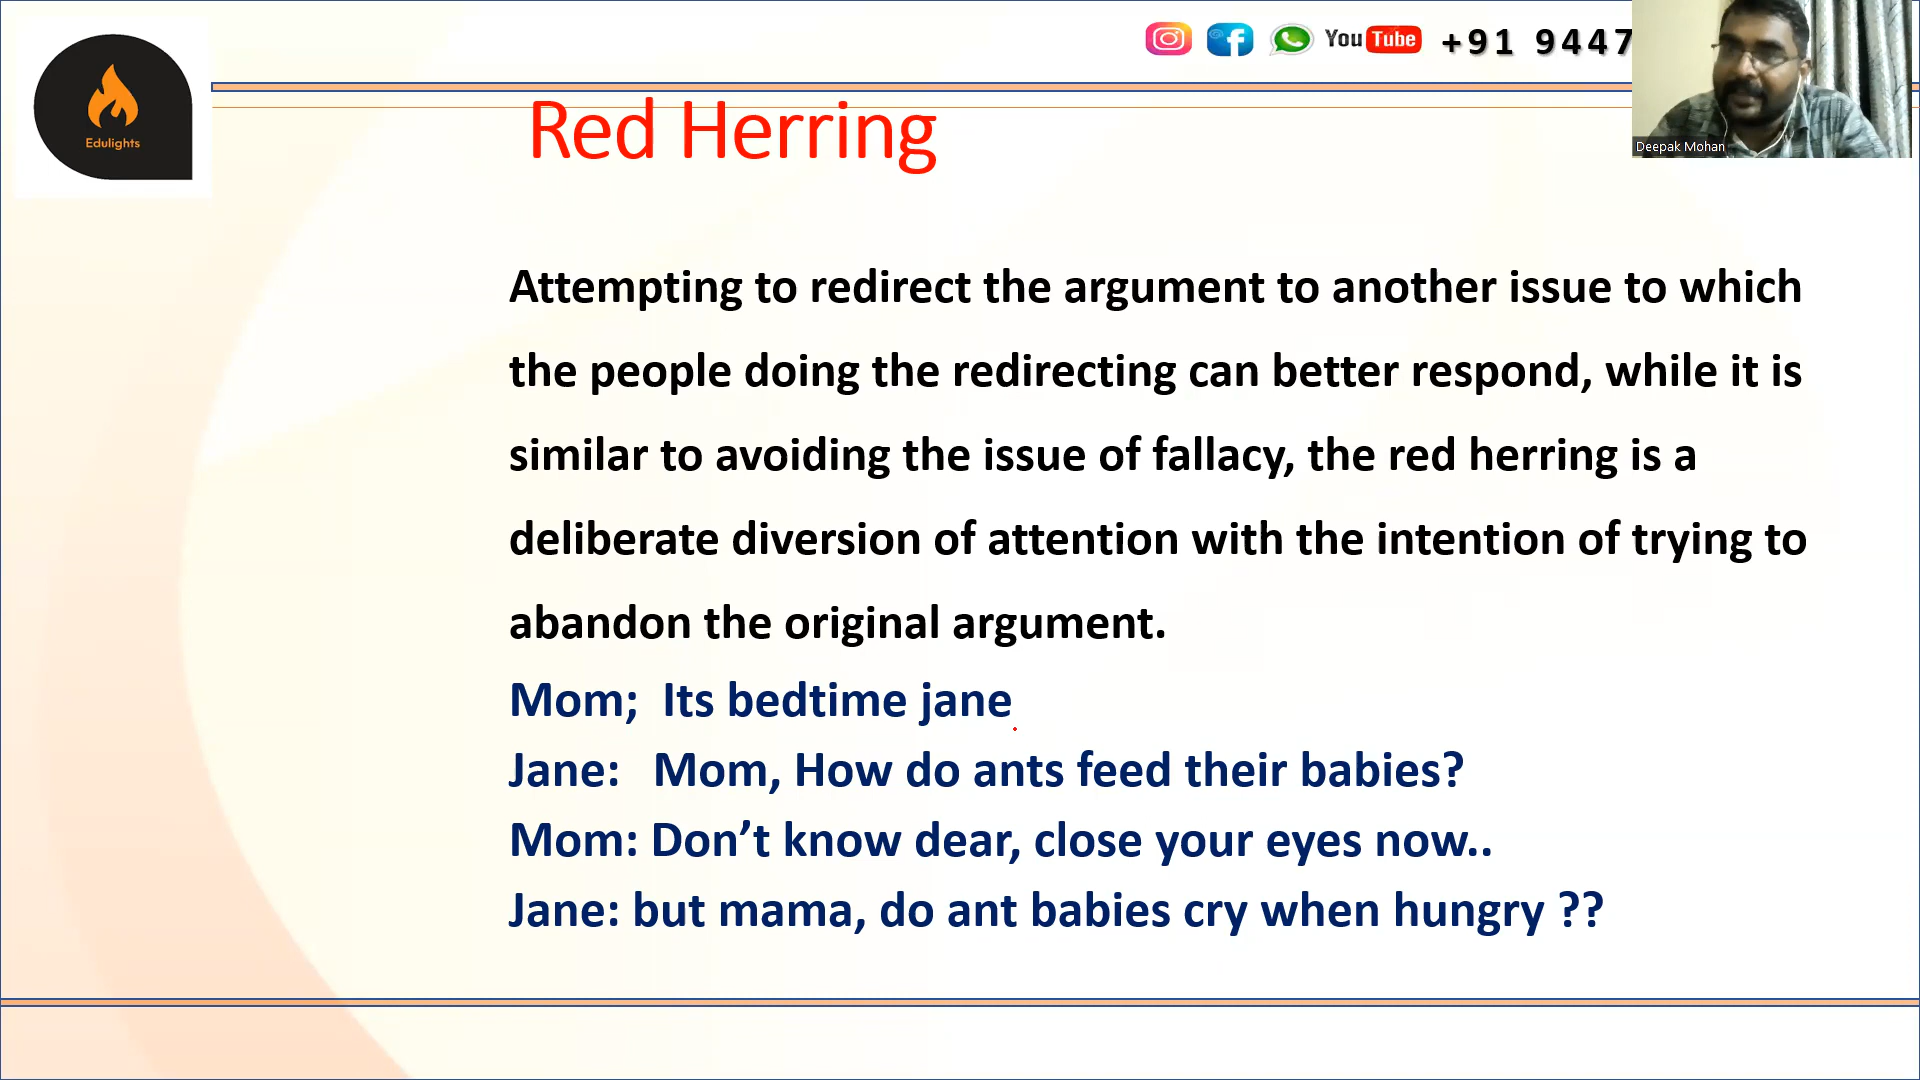 You Tube +91 9447
Edulights
Deepak Mohan
Red Herring
Attempting to redirect the argument to another issue to which
the people doing the redirecting can better respond, while it is
similar to avoiding the issue of fallacy, the red herring is a
deliberate diversion of attention with the intention of trying to
abandon the original argument.
Mom;  Its bedtime jane
Jane:   Mom, How do ants feed their babies?
Mom: Don’t know dear, close your eyes now..
Jane: but mama, do ant babies cry when hungry ??